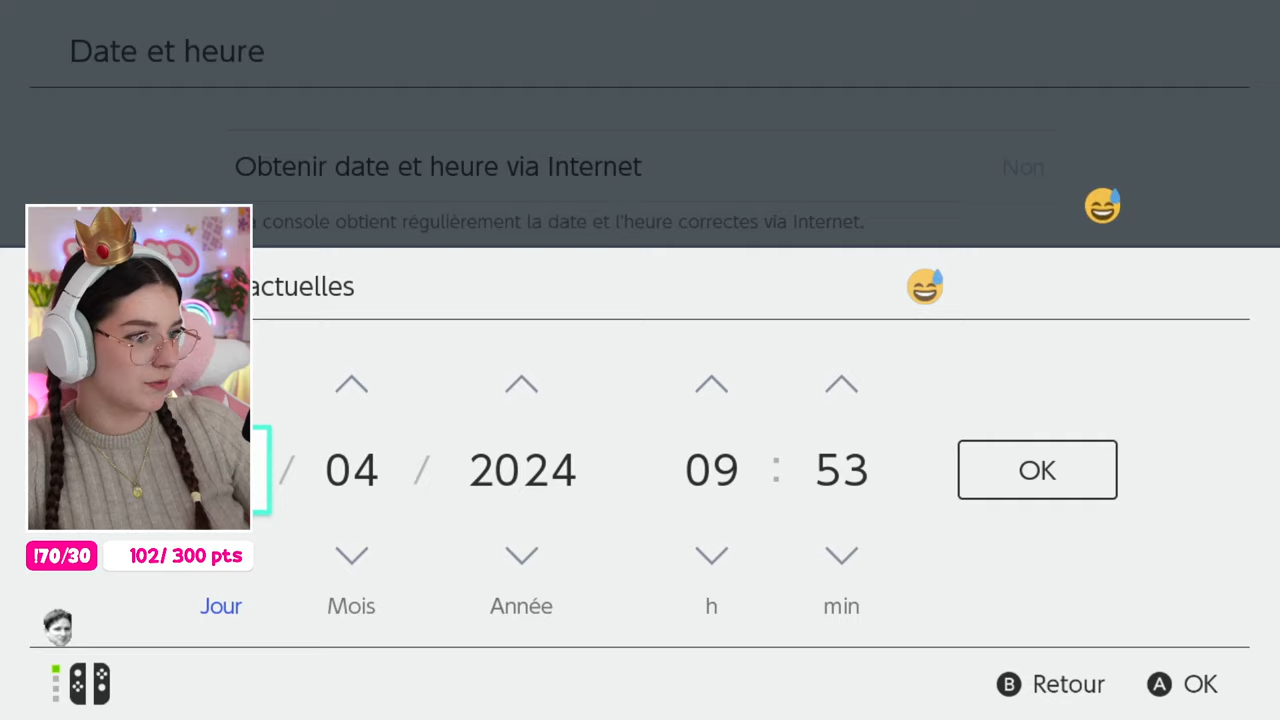 Date et heure
Obtenir date et heure via Internet
Non
console obtient régulièrement la date et l'heure correctes via Internet.
actuelles
/ 04 / 2024 09 : 53
OK
!70/30
102/ 300 pts
Jour Mois Année h min
B Retour A OK